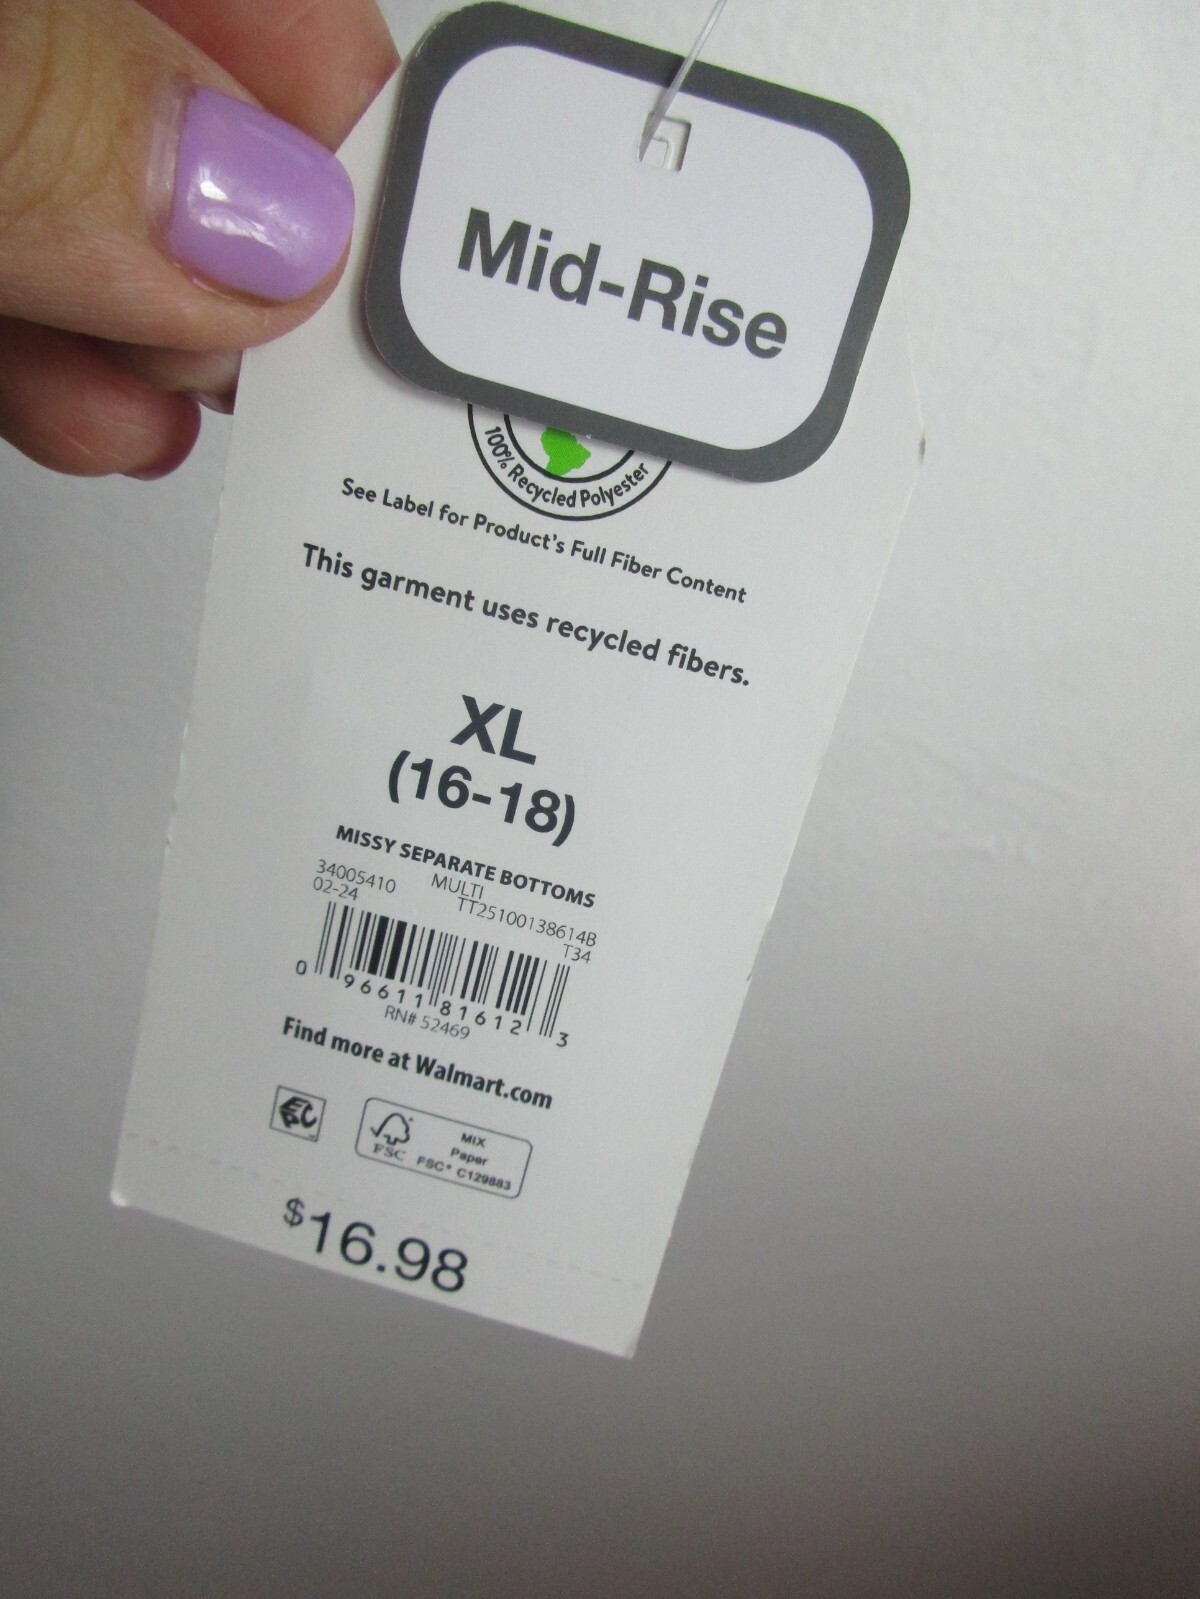 Mid-Rise
100% Recycled Polyester
See Label for Product's Full Fiber Content
This garment uses recycled fibers.
XL
(16-18)
MISSY SEPARATE BOTTOMS
34005410 MULTI
02-24 TT25100138614B
T34
0 96611 81612 3
RN# 52469
Find more at Walmart.com
MIX
Paper
FSC FSC® C129883
$16.98